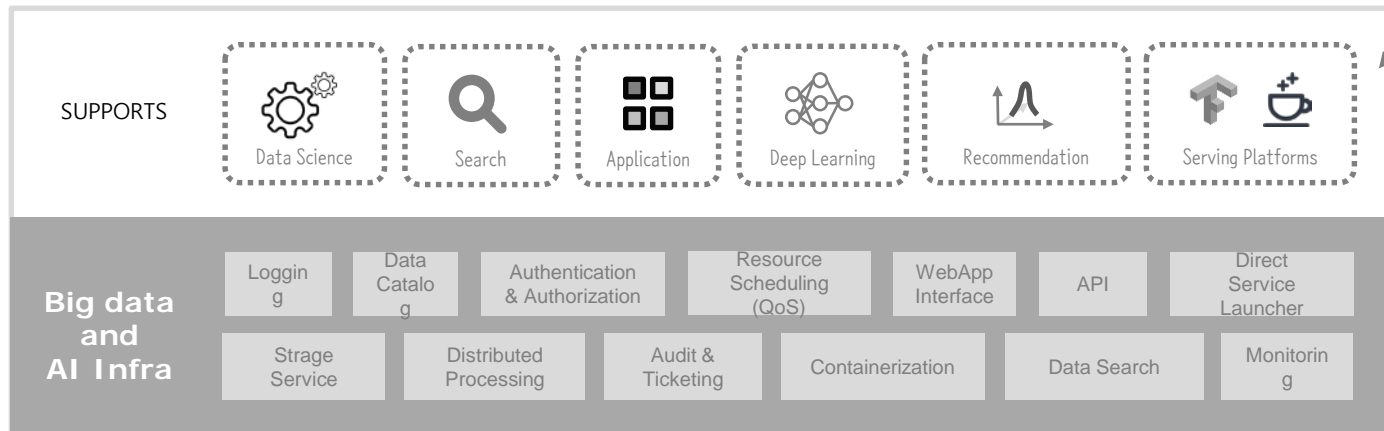 SUPPORTS
Data Science
Search
Application
Deep Learning
Recommendation
Serving Platforms
Big data
and
AI Infra
Loggin
g
Data
Catalo
g
Authentication
& Authorization
Resource
Scheduling
(QoS)
WebApp
Interface
API
Direct
Service
Launcher
Strage
Service
Distributed
Processing
Audit &
Ticketing
Containerization
Data Search
Monitorin
g